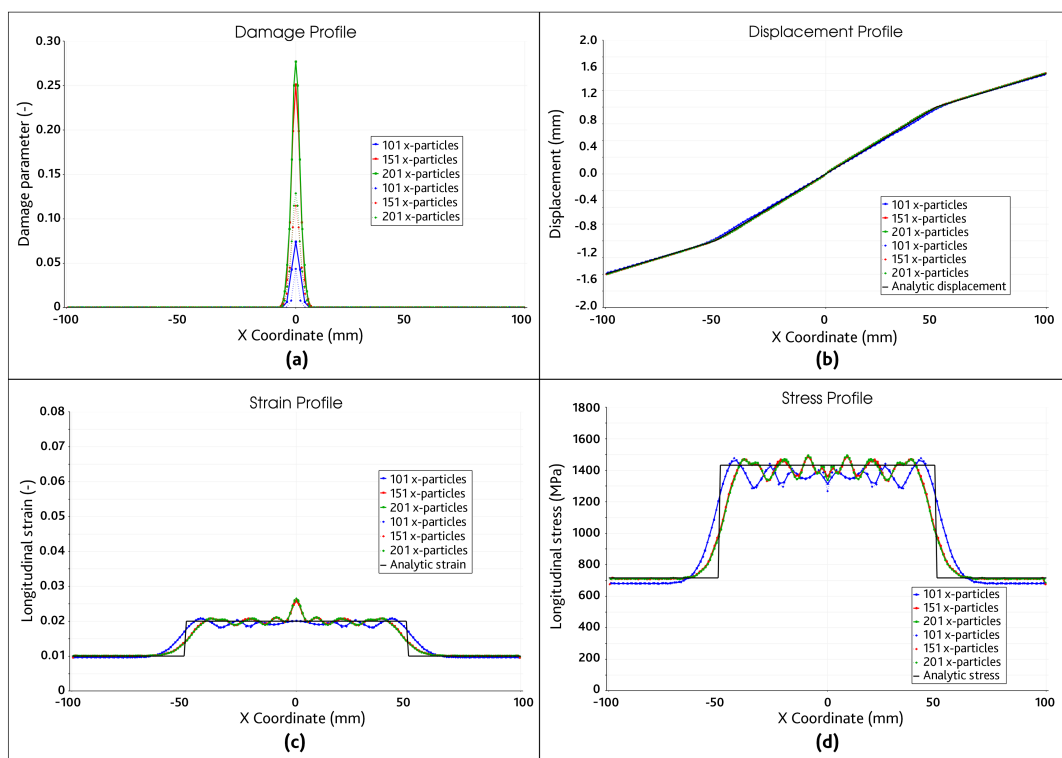 Damage Profile
0.30
0.25
0.20
0.15
0.10
0.05
0
Damage parameter (-)
101 x-particles
151 x-particles
201 x-particles
101 x-particles
151 x-particles
201 x-particles
-100
-50
0
50
100
X Coordinate (mm)
(a)
Displacement Profile
2.0
1.6
1.2
0.8
0.4
0.0
-0.4
-0.8
-1.2
-1.6
-2.0
Displacement (mm)
101 x-particles
151 x-particles
201 x-particles
101 x-particles
151 x-particles
201 x-particles
Analytic displacement
-100
-50
0
50
100
X Coordinate (mm)
(b)
Strain Profile
0.08
0.07
0.06
0.05
0.04
0.03
0.02
0.01
0
Longitudinal strain (-)
101 x-particles
151 x-particles
201 x-particles
101 x-particles
151 x-particles
201 x-particles
Analytic strain
-100
-50
0
50
100
X Coordinate (mm)
(c)
Stress Profile
1800
1600
1400
1200
1000
800
600
400
200
0
Longitudinal stress (MPa)
101 x-particles
151 x-particles
201 x-particles
101 x-particles
151 x-particles
201 x-particles
Analytic stress
-100
-50
0
50
100
X Coordinate (mm)
(d)